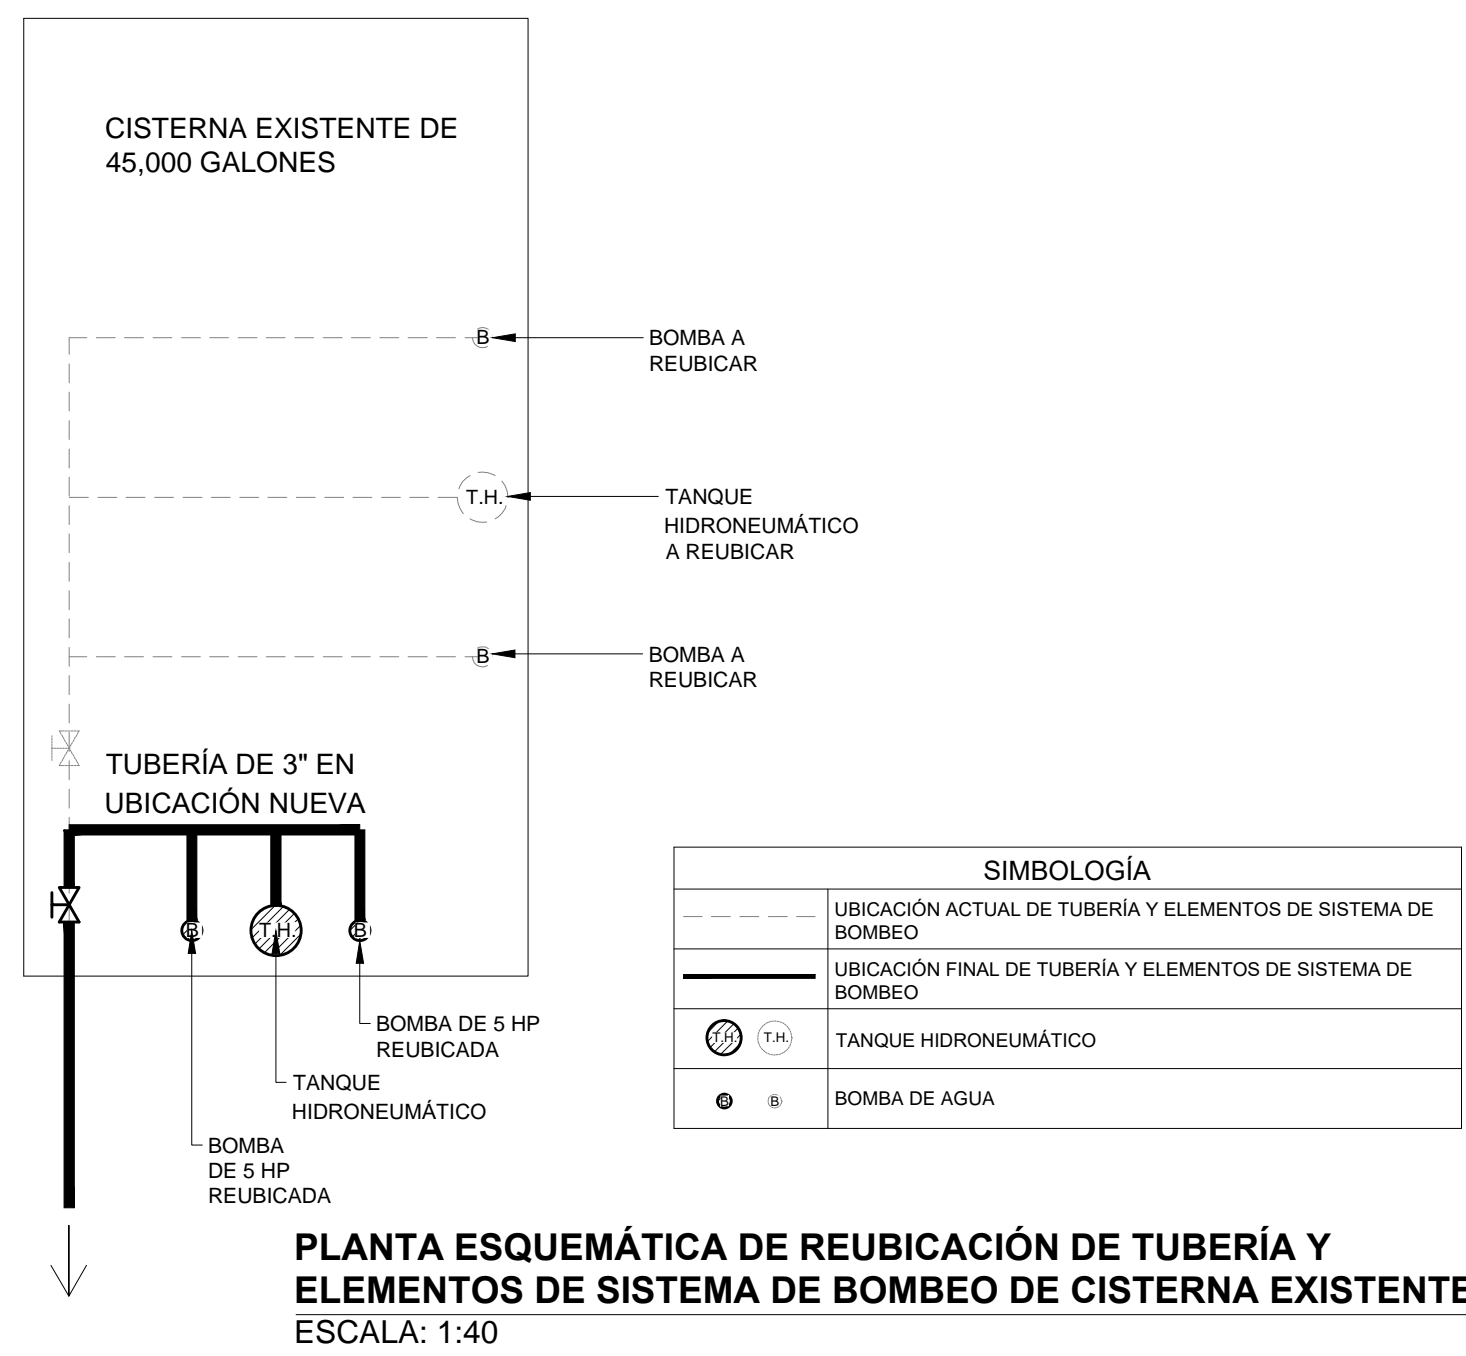 CISTERNA EXISTENTE DE
45,000 GALONES
B
BOMBA A
REUBICAR
T.H.
TANQUE
HIDRONEUMÁTICO
A REUBICAR
B
BOMBA A
REUBICAR
TUBERÍA DE 3" EN
UBICACIÓN NUEVA
B
T.H.
B
BOMBA DE 5 HP
REUBICADA
TANQUE
HIDRONEUMÁTICO
BOMBA
DE 5 HP
REUBICADA
SIMBOLOGÍA
UBICACIÓN ACTUAL DE TUBERÍA Y ELEMENTOS DE SISTEMA DE
BOMBEO
UBICACIÓN FINAL DE TUBERÍA Y ELEMENTOS DE SISTEMA DE
BOMBEO
T.H. T.H. TANQUE HIDRONEUMÁTICO
B B BOMBA DE AGUA
PLANTA ESQUEMÁTICA DE REUBICACIÓN DE TUBERÍA Y
ELEMENTOS DE SISTEMA DE BOMBEO DE CISTERNA EXISTENTE
ESCALA: 1:40